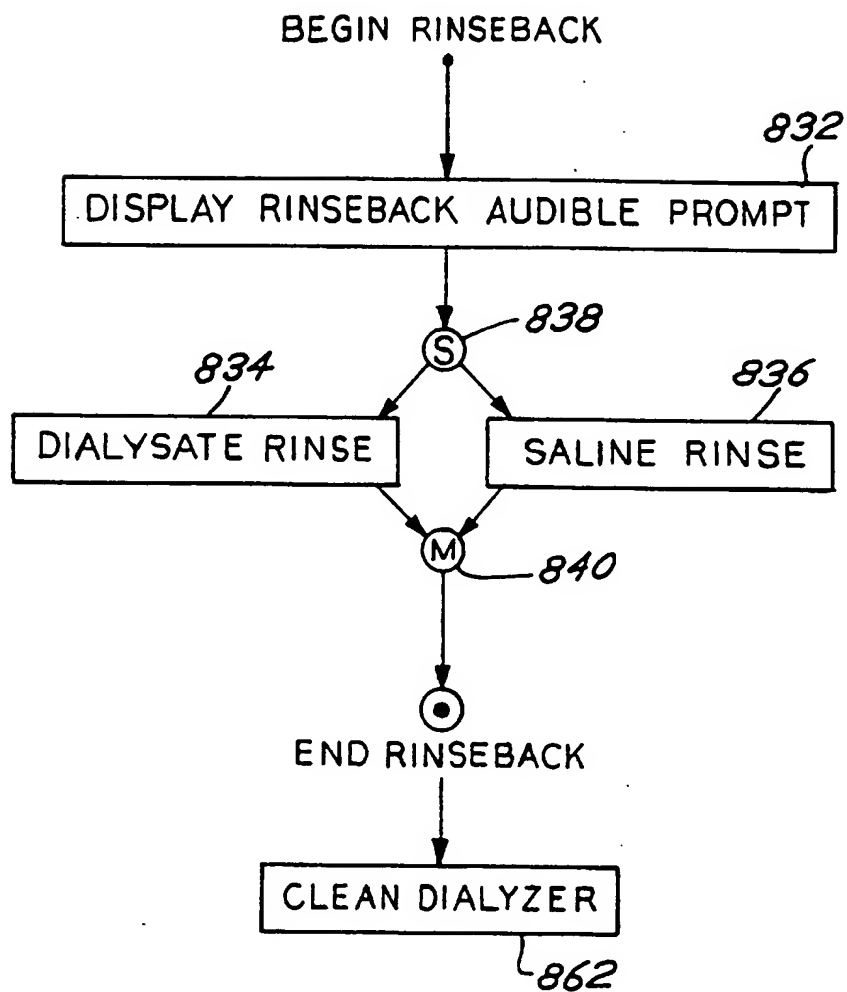 BEGIN RINSEBACK
832
DISPLAY RINSEBACK AUDIBLE PROMPT
838
S
834
836
DIALYSATE RINSE
SALINE RINSE
M
840
END RINSEBACK
CLEAN DIALYZER
862